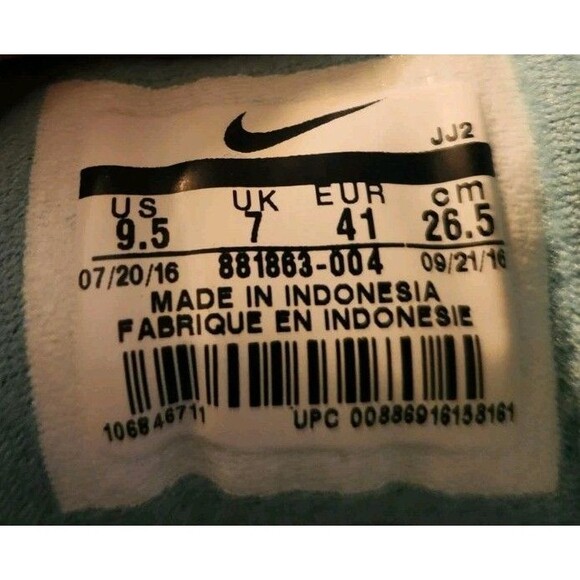 JJ2
US UK EUR cm
9.5 7 41 26.5
07/20/16 881863-004 09/21/16
MADE IN INDONESIA
FABRIQUE EN INDONESIE
106846711 UPC 00886916158161